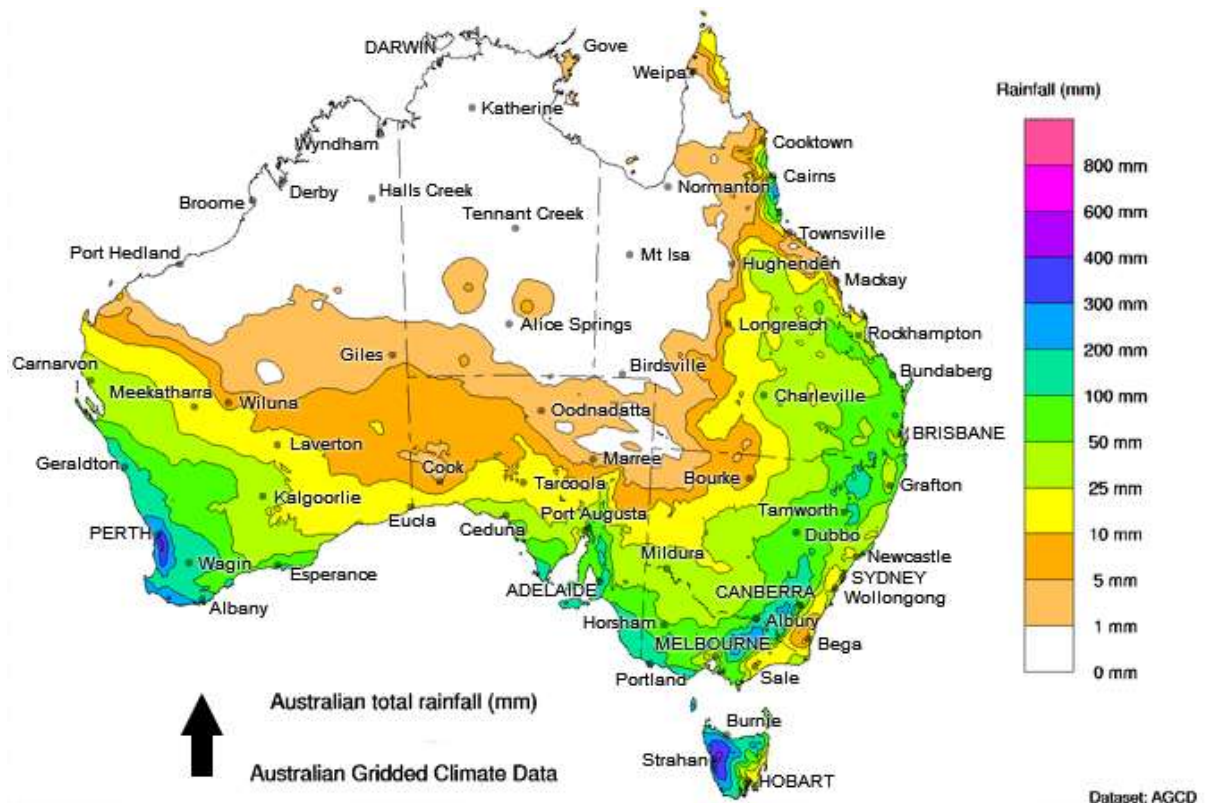 Gove
DARWIN
Weipa
Rainfall (mm)
Katherine
Wyndham
Cooktown
800 mm
Cairns
Halls Creek
Derby
Normanton
Broome
600 mm
Tennant Creek
Townsville
Port Hedland
Mt Isa
400 mm
Hughenden
Mackay
300 mm
Alice Springs
Longreach
Rockhampton
Giles
200 mm
Carnarvon
Birdsville
Bundaberg
Meekatharra
Wiluna
Charleville
100 mm
Oodnadatta
BRISBANE
Laverton
50 mm
Geraldton
Cook
Marree
Bourke
Tarcoola
Grafton
25 mm
Kalgoorlie
Eucla
Port Augusta
Tamworth
Ceduna
PERTH
Dubbo
10 mm
Mildura
Newcastle
Wagin
Esperance
SYDNEY
5 mm
ADELAIDE
CANBERRA
Wollongong
Albany
Horsham
Albury
1 mm
MELBOURNE
Bega
Portland
Sale
0 mm
Australian total rainfall (mm)
Burnie
Strahan
Australian Gridded Climate Data
HOBART
Dataset: AGCD